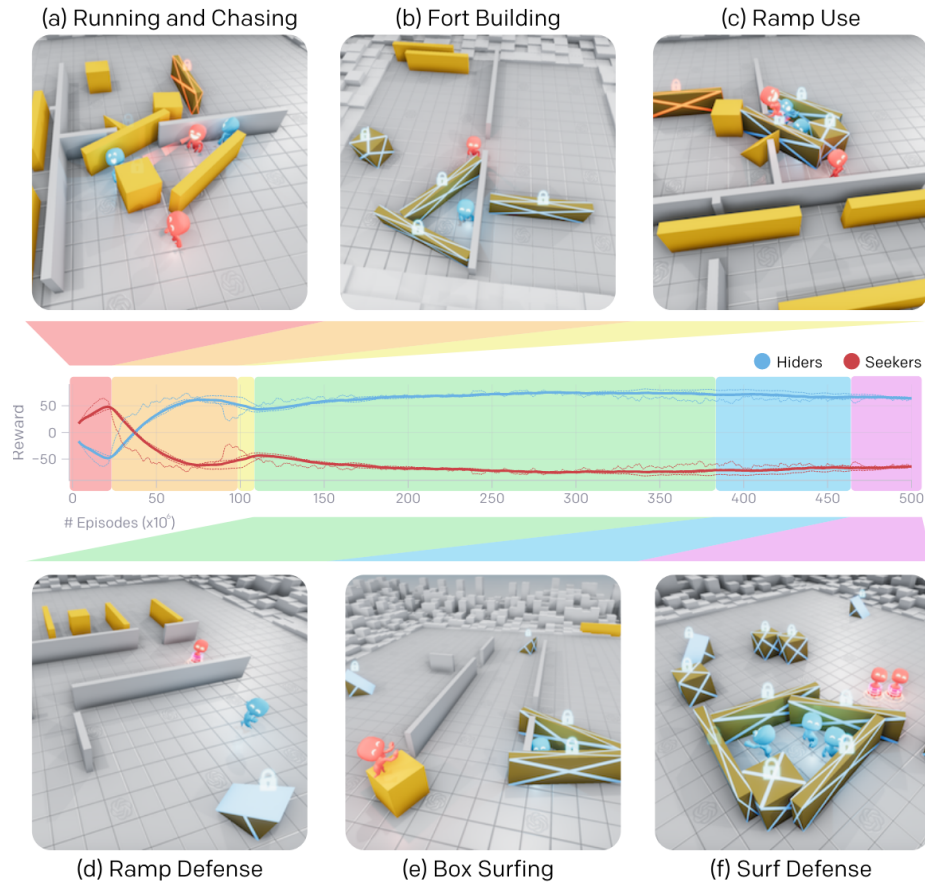 (a) Running and Chasing
(b) Fort Building
(c) Ramp Use
Hiders
Seekers
Reward
50
0
−50
0
50
100
150
200
250
300
350
400
450
500
# Episodes (x10⁶)
(d) Ramp Defense
(e) Box Surfing
(f) Surf Defense